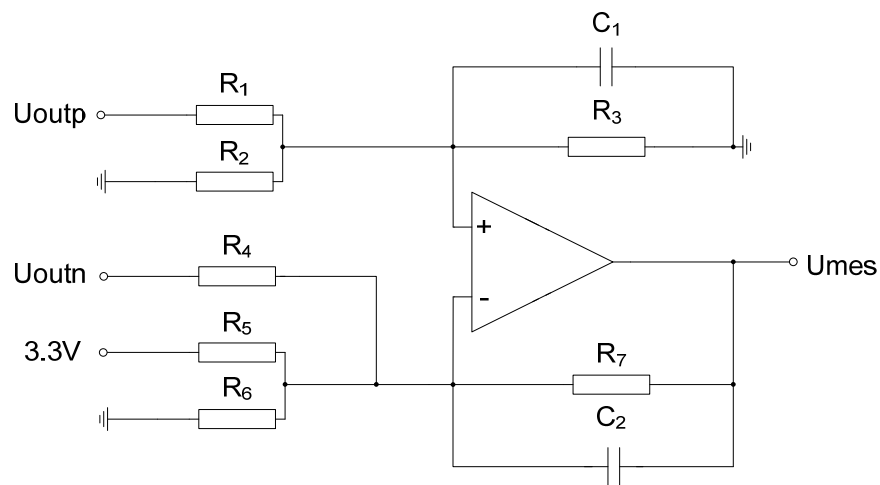 C₁
R₁
Uoutp
R₃
R₂
+
R₄
Uoutn
Umes
-
R₅
3.3V
R₇
R₆
C₂